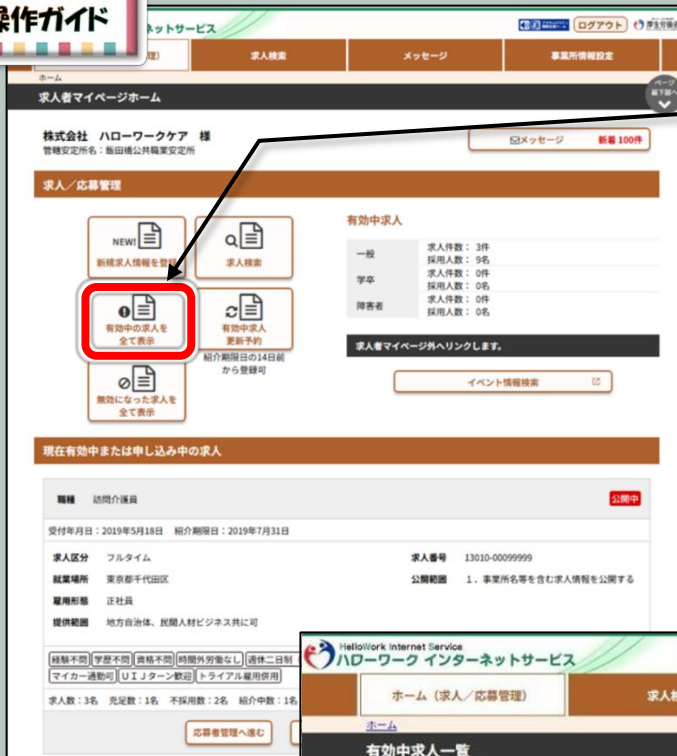 操作ガイド
ネットサービス
ログアウト
理)
求人検索
メッセージ
事業所情報設定
ホーム
求人者マイページホーム
ページ
最下部へ
株式会社 ハローワークケア 様
管轄安定所名:飯田橋公共職業安定所
メッセージ 新着 100件
求人/応募管理
NEW!
新規求人情報を登録
求人検索
有効中の求人を
全て表示
有効中求人
更新予約
紹介期限日の14日前
から登録可
無効になった求人を
全て表示
有効中求人
一般
求人件数: 3件
採用人数: 9名
学卒
求人件数: 0件
採用人数: 0名
障害者
求人件数: 0件
採用人数: 0名
求人者マイページ外へリンクします。
イベント情報検索
現在有効中または申し込み中の求人
職種 訪問介護員
公開中
受付年月日:2019年5月18日 紹介期限日:2019年7月31日
求人区分 フルタイム
求人番号 13010-00099999
就業場所 東京都千代田区
公開範囲 1.事業所名等を含む求人情報を公開する
雇用形態 正社員
提供範囲 地方自治体、民間人材ビジネス共に可
経験不問 学歴不問 資格不問 時間外労働なし 週休二日制
マイカー通勤可 UIJターン歓迎 トライアル雇用併用
求人数:3名 充足数:1名 不採用数:2名 紹介中数:1名
応募者管理へ進む
HelloWork Internet Service
ハローワーク インターネットサービス
ホーム(求人/応募管理)
求人検
ホーム
有効中求人一覧